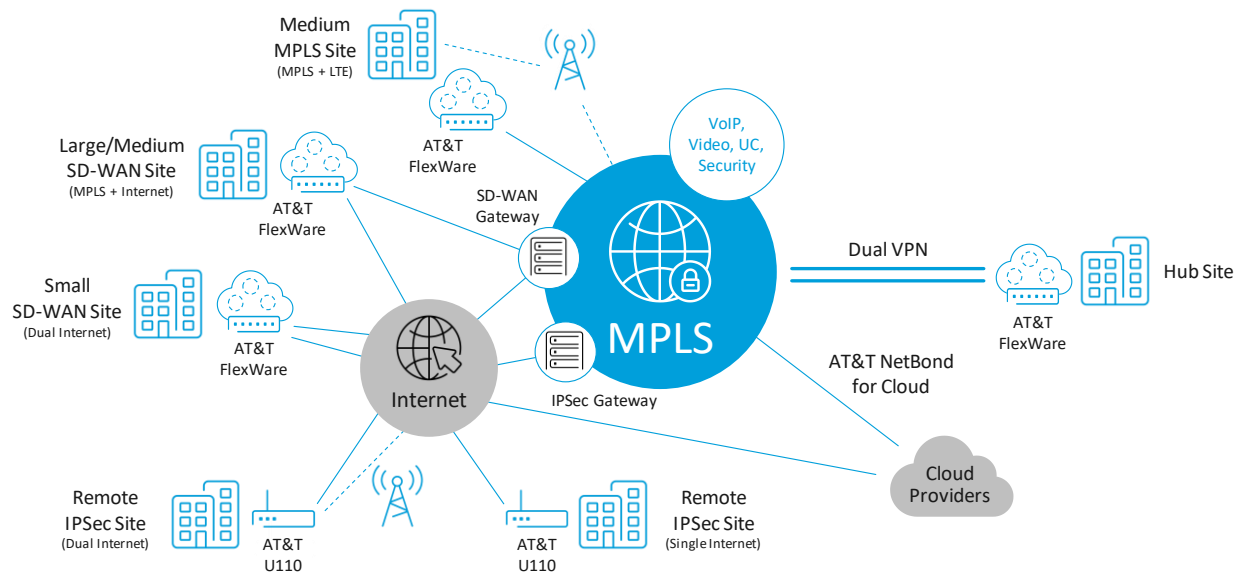 Medium
MPLS Site
(MPLS + LTE)
AT&T
FlexWare
VoIP,
Video, UC,
Security
Large/Medium
SD-WAN Site
(MPLS + Internet)
AT&T
FlexWare
SD-WAN
Gateway
MPLS
Dual VPN
AT&T
FlexWare
Hub Site
Small
SD-WAN Site
(Dual Internet)
AT&T
FlexWare
Internet
IPSec Gateway
AT&T NetBond
for Cloud
Cloud
Providers
Remote
IPSec Site
(Dual Internet)
AT&T
U110
AT&T
U110
Remote
IPSec Site
(Single Internet)